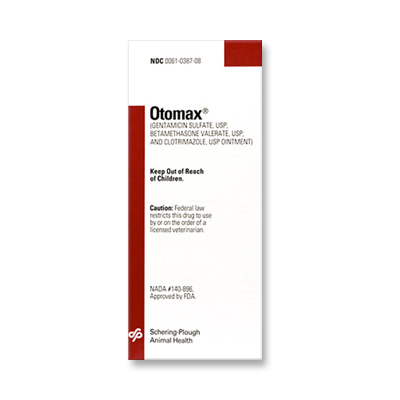 NDC 0061-0387-08
Otomax®
(GENTAMICIN SULFATE, USP;
BETAMETHASONE VALERATE, USP;
AND CLOTRIMAZOLE, USP OINTMENT)
Keep Out of Reach
of Children.
Caution: Federal law
restricts this drug to use
by or on the order of a
licensed veterinarian.
NADA #140-896,
Approved by FDA.
Schering-Plough
Animal Health